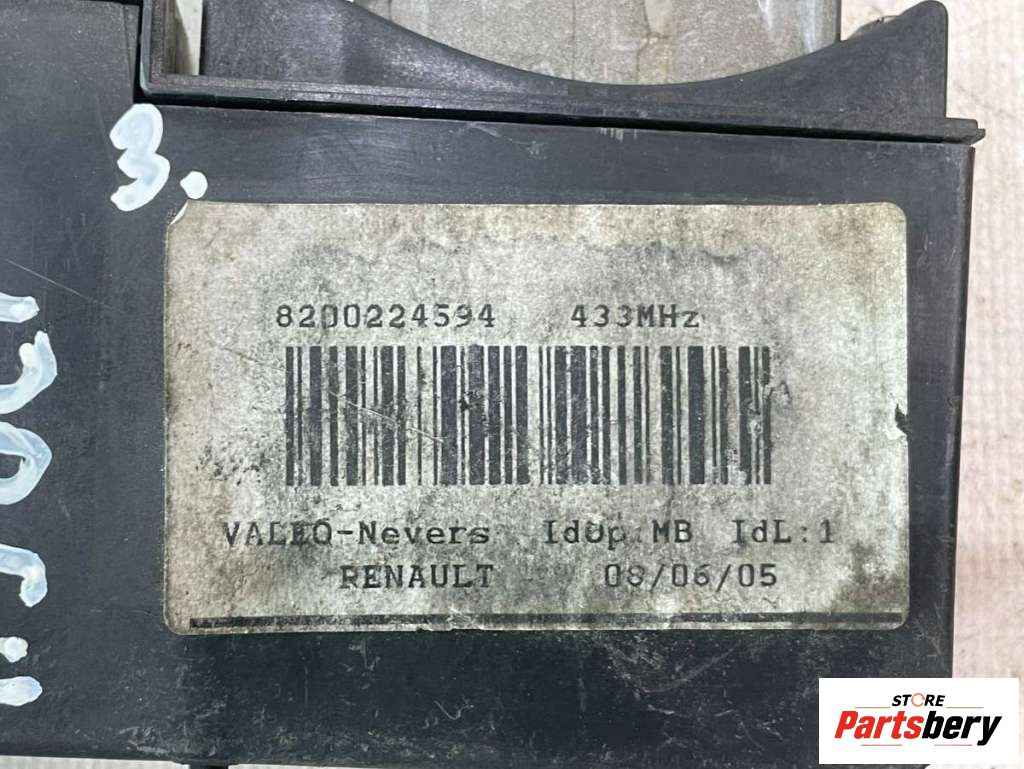 3.
8200224594 433MHz
VALEO-Nevers IdOp:MB IdL:1
RENAULT 08/06/05
STORE
Partsbery